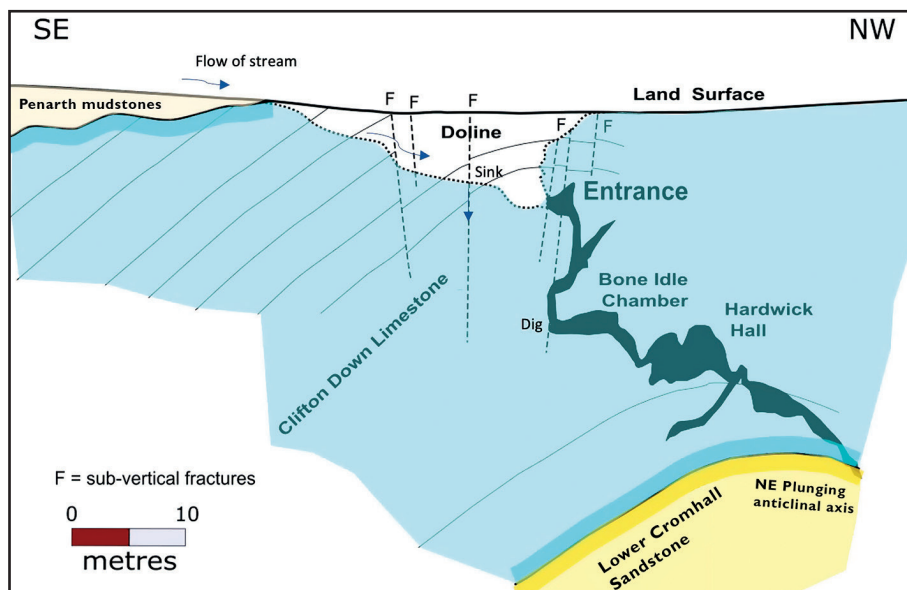 SE
NW
Flow of stream
Penarth mudstones
F
F
F
F
F
Land Surface
Doline
Sink
Entrance
Bone Idle
Chamber
Hardwick
Hall
Dig
Clifton Down Limestone
F = sub-vertical fractures
0
10
metres
Lower Cromhall
Sandstone
NE Plunging
anticlinal axis